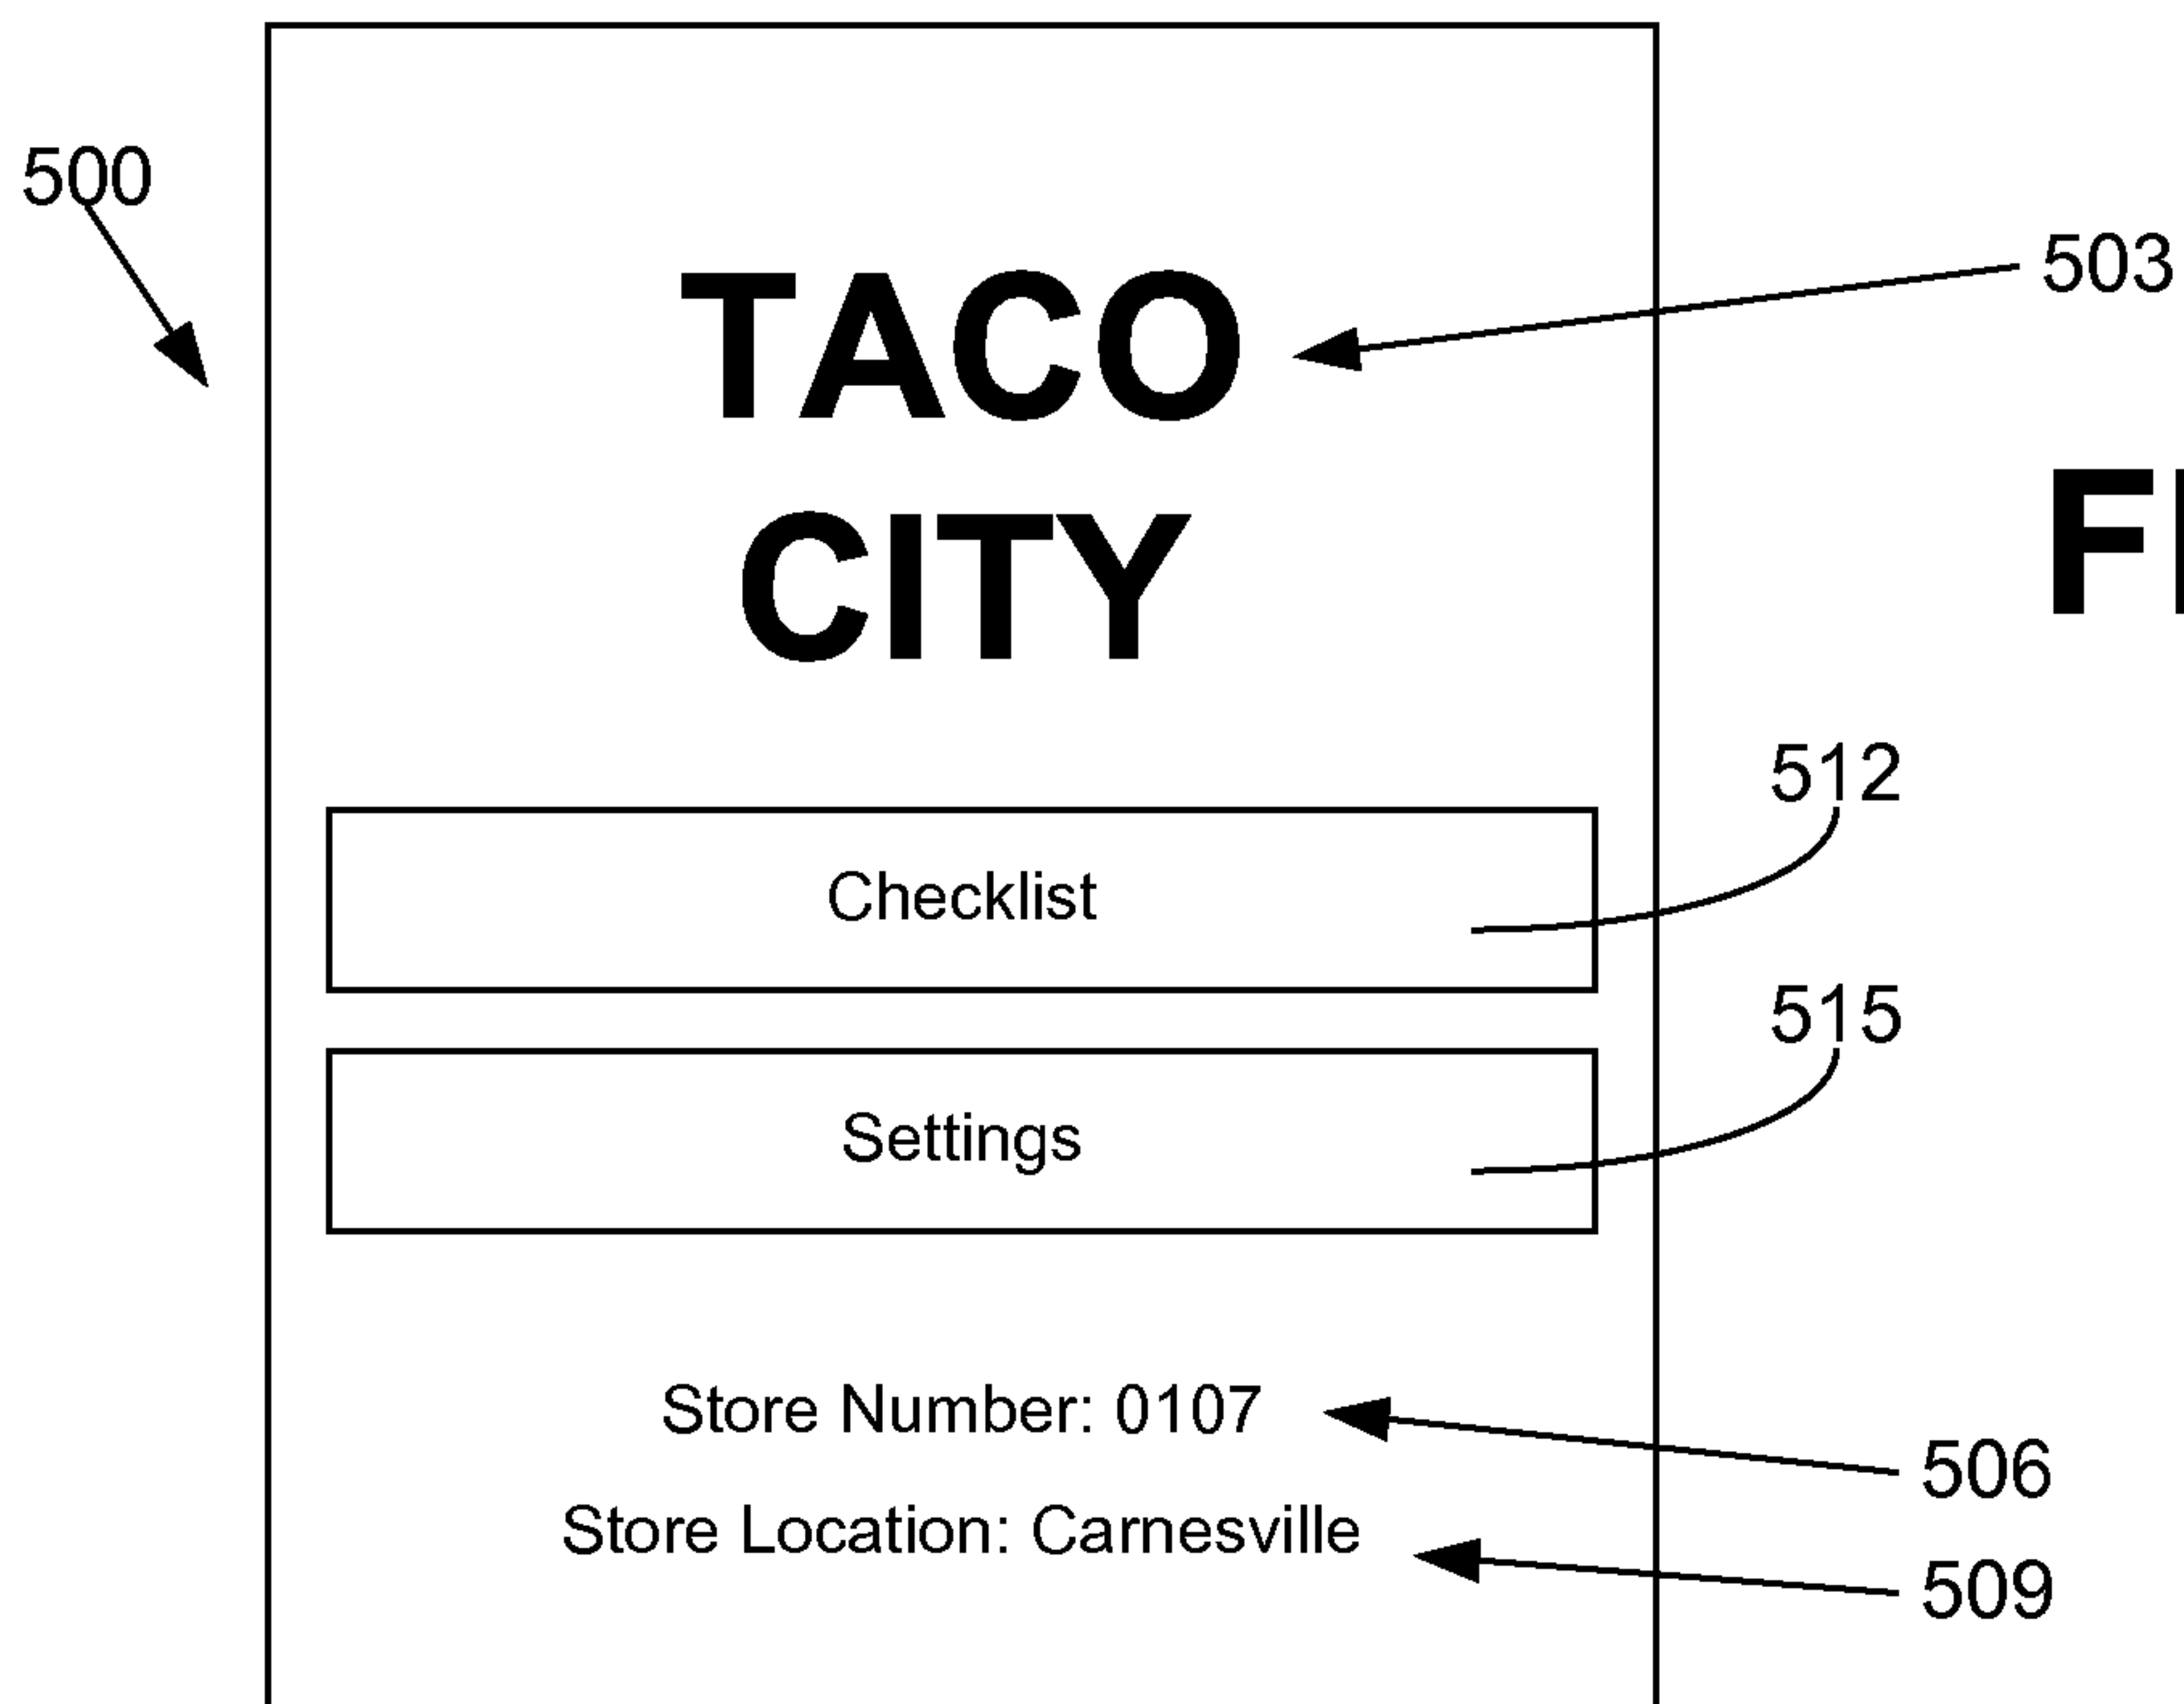 500
TACO
503
CITY
512
Checklist
515
Settings
Store Number: 0107
506
Store Location: Carnesville
509